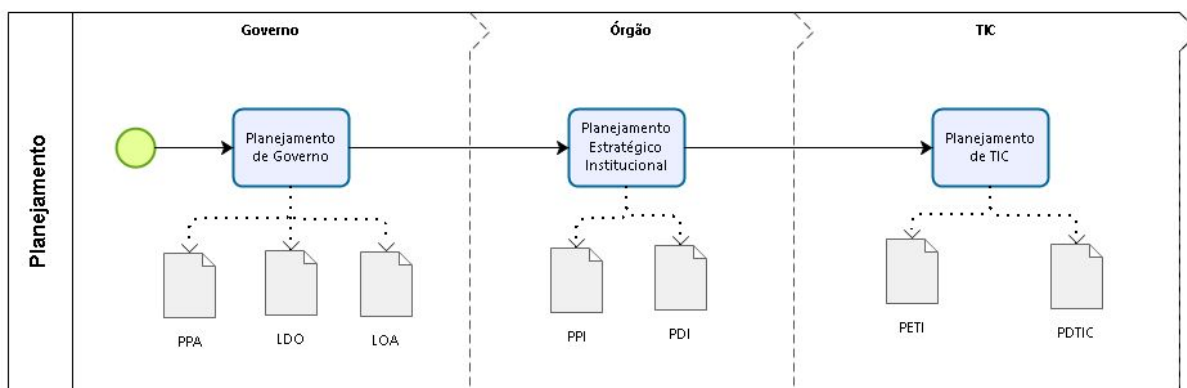 Planejamento
Governo
Órgão
TIC
Planejamento
de Governo
Planejamento
Estratégico
Institucional
Planejamento
de TIC
PPA
LDO
LOA
PPI
PDI
PETI
PDTIC